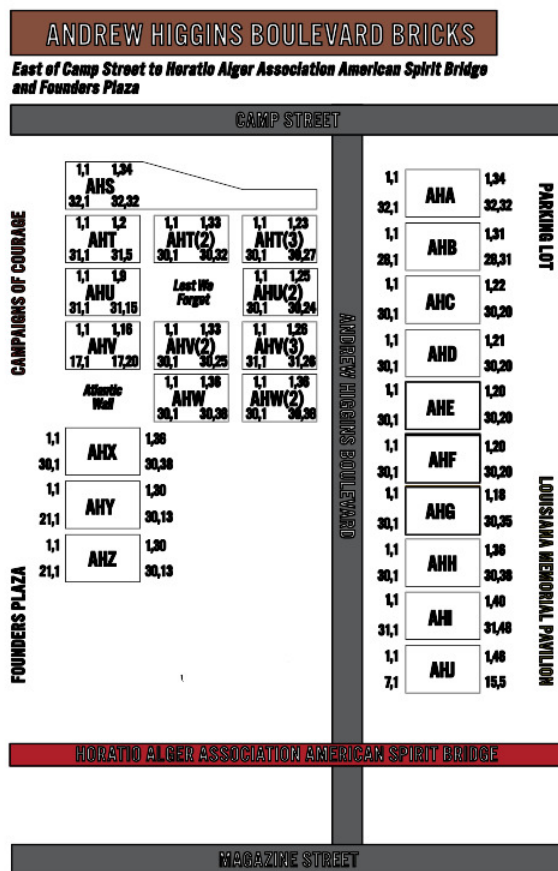 ANDREW HIGGINS BOULEVARD BRICKS
East of Camp Street to Horatio Alger Association American Spirit Bridge
and Founders Plaza
CAMP STREET
CAMPAIGNS OF COURAGE
1,1 1,34
AHS
32,1 32,32
1,1 1,2
AHT
31,1 31,5
1,1 1,33
AHT(2)
30,1 30,32
1,1 1,23
AHT(3)
30,1 30,27
1,1 1,9
AHU
31,1 31,15
Lest We
Forget
1,1 1,25
AHU(2)
30,1 30,24
1,1 1,16
AHV
17,1 17,20
1,1 1,33
AHV(2)
30,1 30,25
1,1 1,26
AHV(3)
31,1 31,26
Atlantic
Wall
1,1 1,36
AHW
30,1 30,38
1,1 1,36
AHW(2)
30,1 30,38
1,1 1,36
AHX
30,1 30,38
1,1 1,30
AHY
21,1 30,13
1,1 1,30
AHZ
21,1 30,13
FOUNDERS PLAZA
ANDREW HIGGINS BOULEVARD
1,1 1,34
AHA
32,1 32,32
1,1 1,31
AHB
28,1 28,31
1,1 1,22
AHC
30,1 30,20
1,1 1,21
AHD
30,1 30,20
1,1 1,20
AHE
30,1 30,20
1,1 1,20
AHF
30,1 30,20
1,1 1,18
AHG
30,1 30,35
1,1 1,36
AHH
30,1 30,38
1,1 1,40
AHI
31,1 31,48
1,1 1,48
AHJ
7,1 15,5
PARKING LOT
LOUISIANA MEMORIAL PAVILION
HORATIO ALGER ASSOCIATION AMERICAN SPIRIT BRIDGE
MAGAZINE STREET